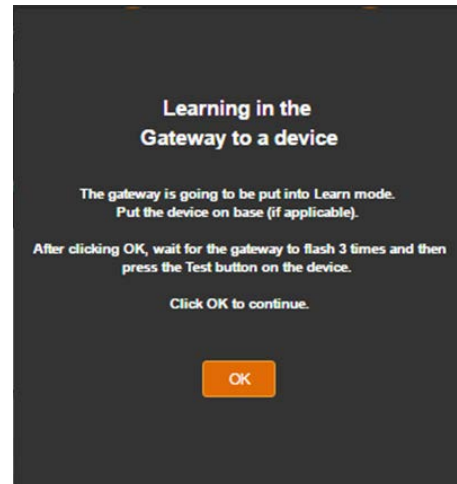 Learning in the
Gateway to a device
The gateway is going to be put into Learn mode.
Put the device on base (if applicable).
After clicking OK, wait for the gateway to flash 3 times and then
press the Test button on the device.
Click OK to continue.
OK